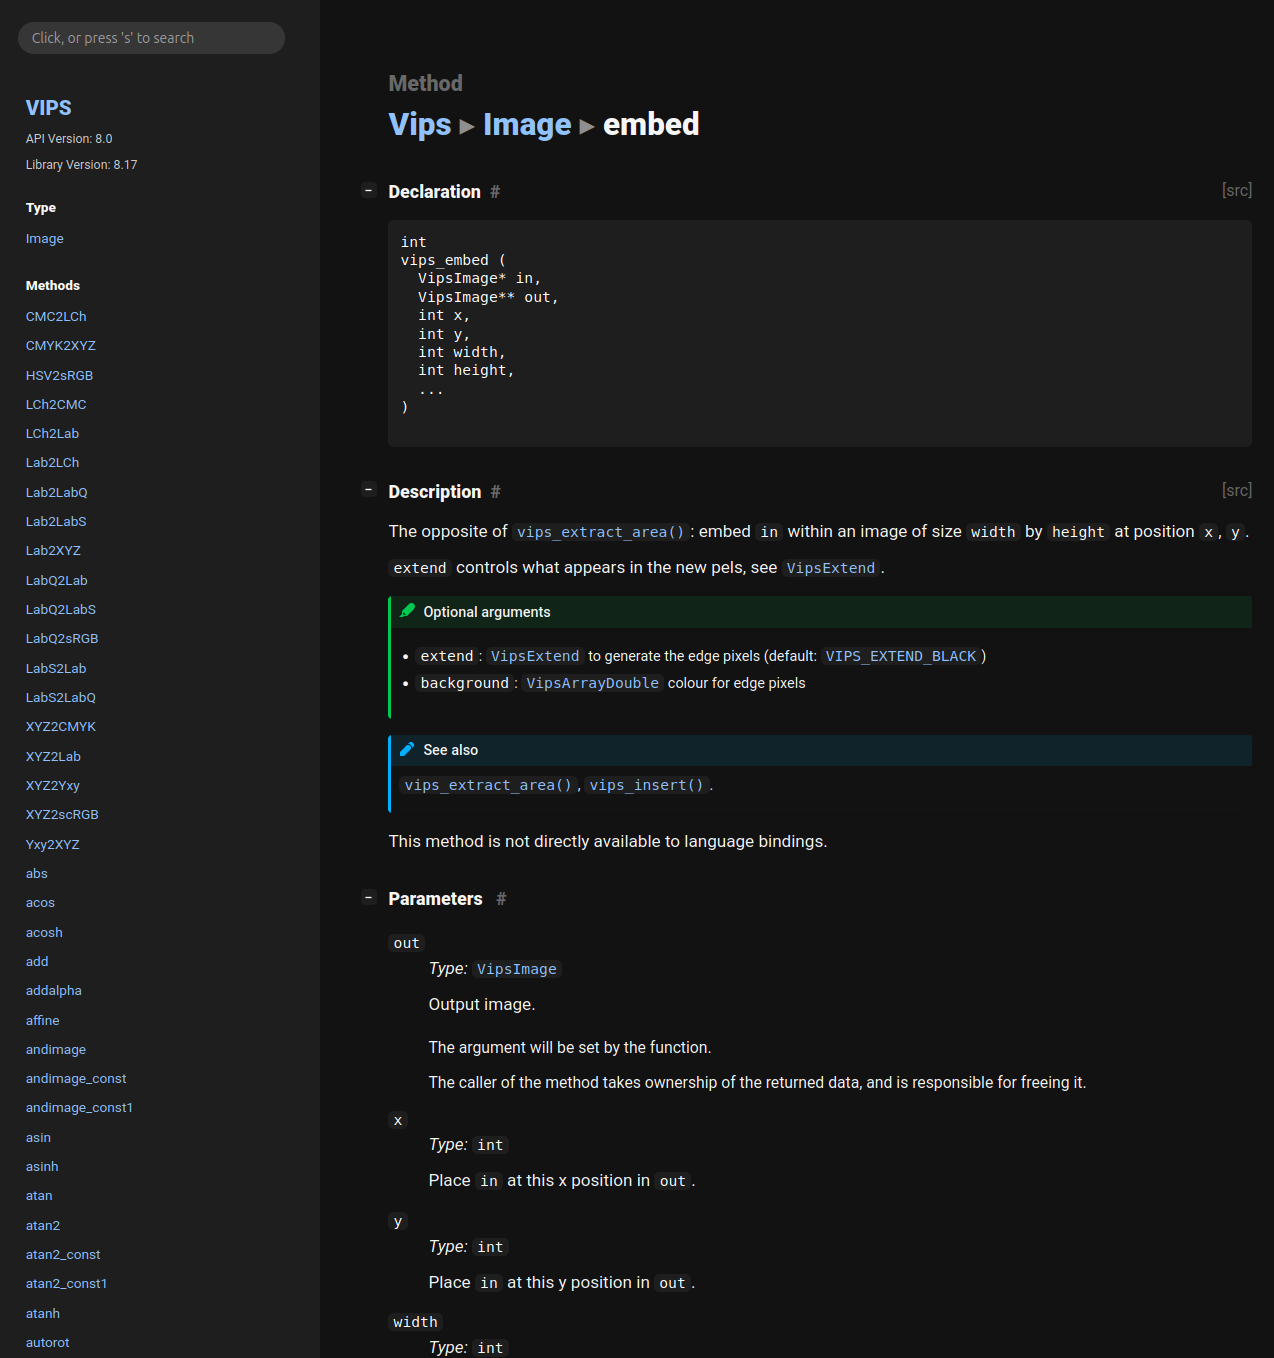 Click, or press 's' to search
VIPS
API Version: 8.0
Library Version: 8.17
Type
Image
Methods
CMC2LCh
CMYK2XYZ
HSV2sRGB
LCh2CMC
LCh2Lab
Lab2LCh
Lab2LabQ
Lab2LabS
Lab2XYZ
LabQ2Lab
LabQ2LabS
LabQ2sRGB
LabS2Lab
LabS2LabQ
XYZ2CMYK
XYZ2Lab
XYZ2Yxy
XYZ2scRGB
Yxy2XYZ
abs
acos
acosh
add
addalpha
affine
andimage
andimage_const
andimage_const1
asin
asinh
atan
atan2
atan2_const
atan2_const1
atanh
autorot
Method
Vips ▸ Image ▸ embed
− Declaration # [src]
int
vips_embed (
  VipsImage* in,
  VipsImage** out,
  int x,
  int y,
  int width,
  int height,
  ...
)
− Description # [src]
The opposite of vips_extract_area(): embed in within an image of size width by height at position x, y.
extend controls what appears in the new pels, see VipsExtend.
Optional arguments
• extend: VipsExtend to generate the edge pixels (default: VIPS_EXTEND_BLACK)
• background: VipsArrayDouble colour for edge pixels
See also
vips_extract_area(), vips_insert().
This method is not directly available to language bindings.
− Parameters #
out
Type: VipsImage
Output image.
The argument will be set by the function.
The caller of the method takes ownership of the returned data, and is responsible for freeing it.
x
Type: int
Place in at this x position in out.
y
Type: int
Place in at this y position in out.
width
Type: int